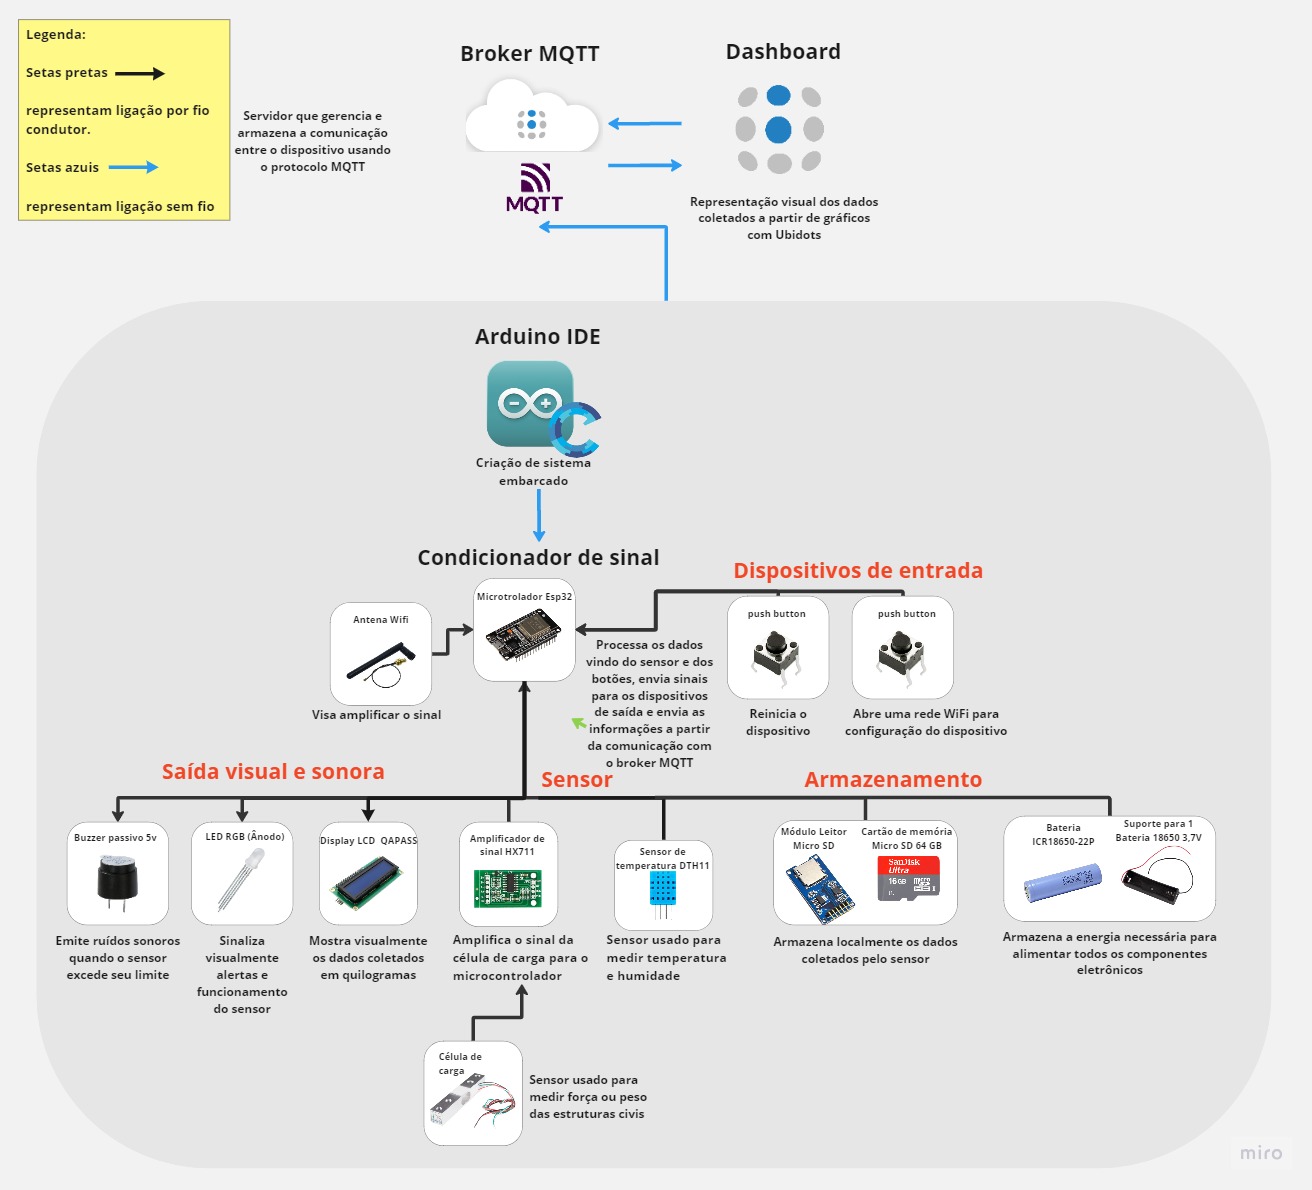 Legenda:
Setas pretas
representam ligação por fio
condutor.
Setas azuis
representam ligação sem fio
Servidor que gerencia e
armazena a comunicação
entre o dispositivo usando
o protocolo MQTT
Broker MQTT
MQTT
Dashboard
Representação visual dos dados
coletados a partir de gráficos
com Ubidots
Arduino IDE
Criação de sistema
embarcado
Condicionador de sinal
Microtrolador Esp32
Antena Wifi
Visa amplificar o sinal
Processa os dados
vindo do sensor e dos
botões, envia sinais
para os dispositivos
de saída e envia as
informações a partir
da comunicação com
o broker MQTT
Dispositivos de entrada
push button
Reinicia o
dispositivo
push button
Abre uma rede WiFi para
configuração do dispositivo
Saída visual e sonora
Buzzer passivo 5v
Emite ruídos sonoros
quando o sensor
excede seu limite
LED RGB (Ânodo)
Sinaliza
visualmente
alertas e
funcionamento
do sensor
Display LCD QAPASS
Mostra visualmente
os dados coletados
em quilogramas
Sensor
Amplificador de
sinal HX711
Amplifica o sinal da
célula de carga para o
microcontrolador
Sensor de
temperatura DTH11
Sensor usado para
medir temperatura
e humidade
Célula de
carga
Sensor usado para
medir força ou peso
das estruturas civis
Armazenamento
Módulo Leitor
Micro SD
Cartão de memória
Micro SD 64 GB
SanDisk
Ultra
16GB
micro
Armazena localmente os dados
coletados pelo sensor
Bateria
ICR18650-22P
Suporte para 1
Bateria 18650 3,7V
Armazena a energia necessária para
alimentar todos os componentes
eletrônicos
miro